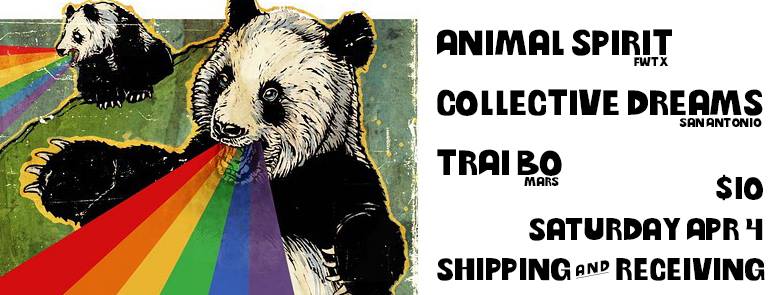 ANIMAL SPIRIT
FWTX
COLLECTIVE DREAMS
SAN ANTONIO
TRAI BO
MARS
$10
SATURDAY APR 4
SHIPPING AND RECEIVING